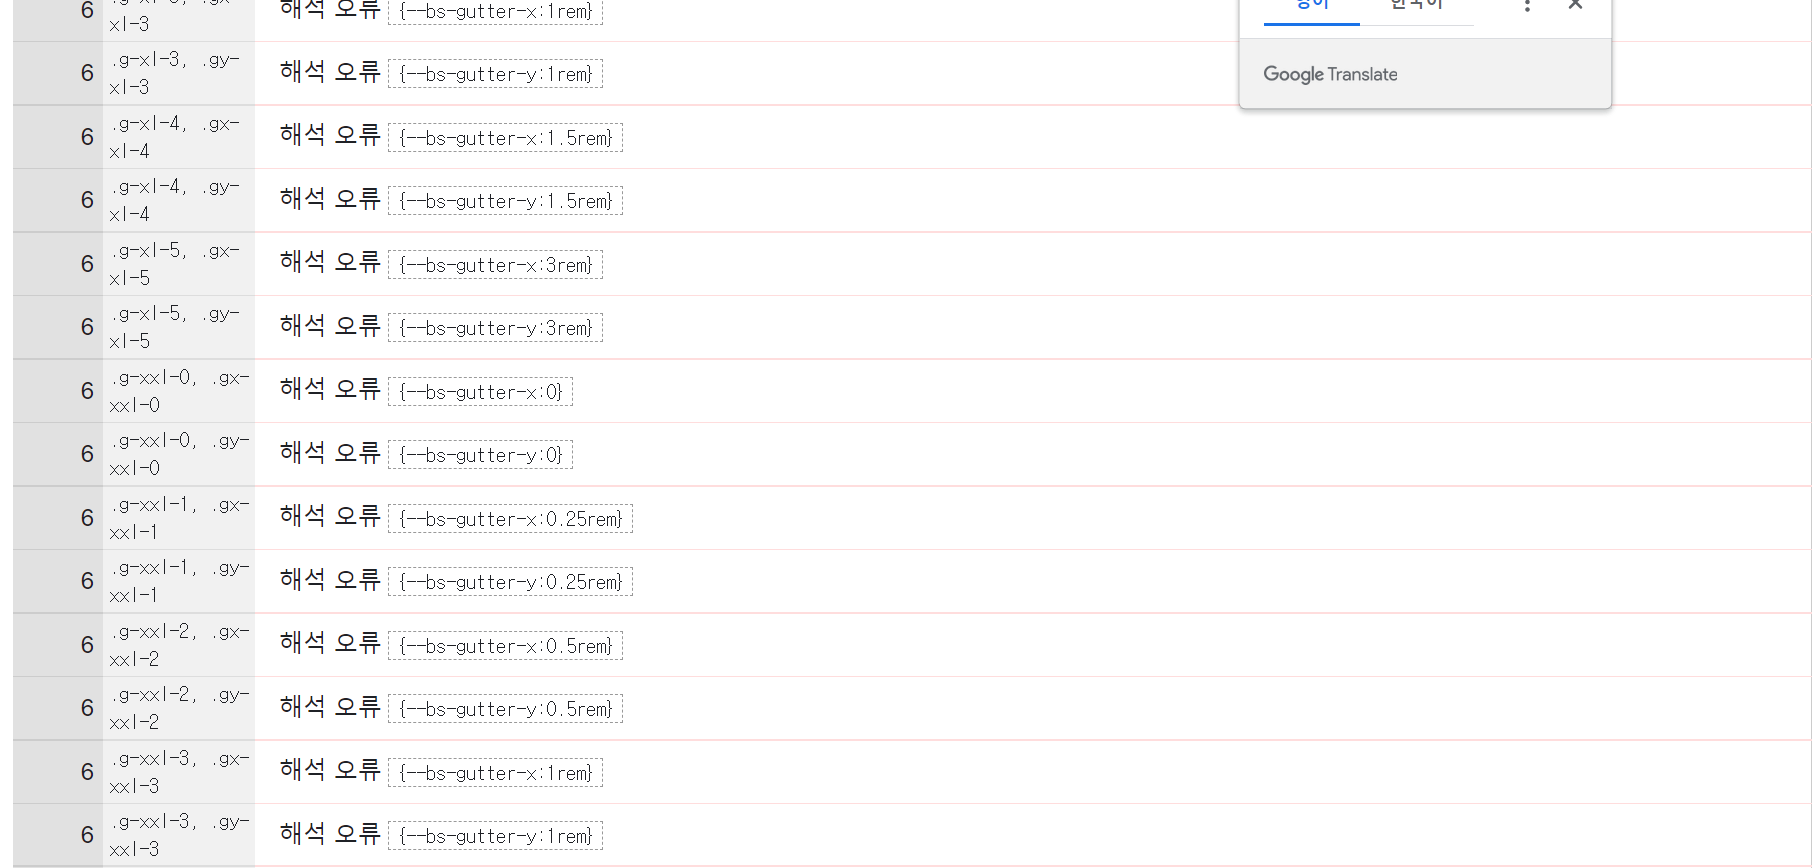 6 xl-3 해석 오류 {--bs-gutter-x:1rem}
영어 한국어
6 .g-xl-3, .gy-xl-3 해석 오류 {--bs-gutter-y:1rem}
Google Translate
6 .g-xl-4, .gx-xl-4 해석 오류 {--bs-gutter-x:1.5rem}
6 .g-xl-4, .gy-xl-4 해석 오류 {--bs-gutter-y:1.5rem}
6 .g-xl-5, .gx-xl-5 해석 오류 {--bs-gutter-x:3rem}
6 .g-xl-5, .gy-xl-5 해석 오류 {--bs-gutter-y:3rem}
6 .g-xxl-0, .gx-xxl-0 해석 오류 {--bs-gutter-x:0}
6 .g-xxl-0, .gy-xxl-0 해석 오류 {--bs-gutter-y:0}
6 .g-xxl-1, .gx-xxl-1 해석 오류 {--bs-gutter-x:0.25rem}
6 .g-xxl-1, .gy-xxl-1 해석 오류 {--bs-gutter-y:0.25rem}
6 .g-xxl-2, .gx-xxl-2 해석 오류 {--bs-gutter-x:0.5rem}
6 .g-xxl-2, .gy-xxl-2 해석 오류 {--bs-gutter-y:0.5rem}
6 .g-xxl-3, .gx-xxl-3 해석 오류 {--bs-gutter-x:1rem}
6 .g-xxl-3, .gy-xxl-3 해석 오류 {--bs-gutter-y:1rem}